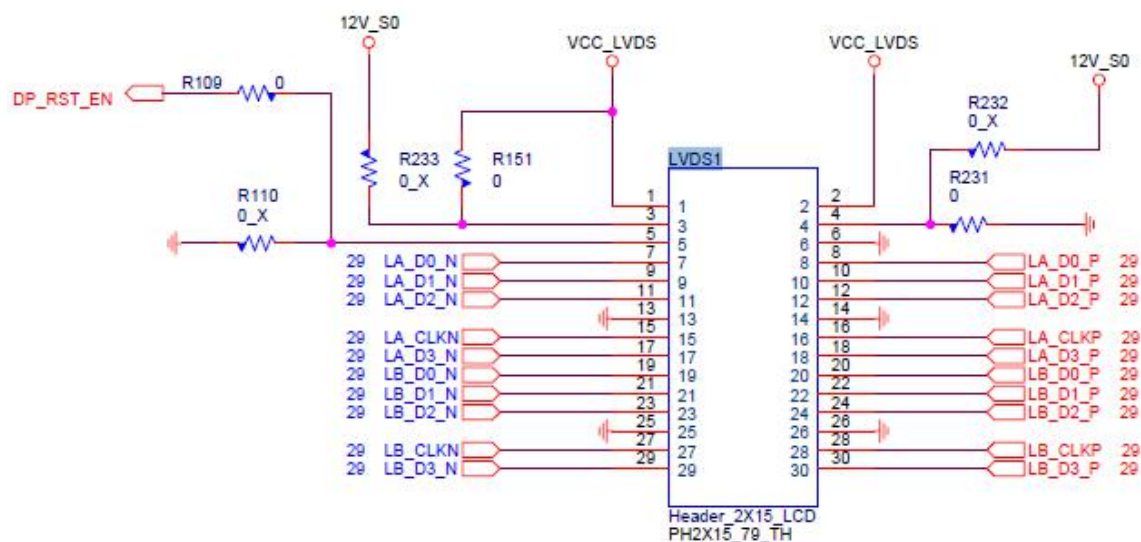 12V_S0
VCC_LVDS
VCC_LVDS
12V_S0
DP_RST_EN
R109
0
R233
0_X
R151
0
R232
0_X
R231
0
R110
0_X
LVDS1
1 1 2 2
3 3 4 4
5 5 6 6
29 LA_D0_N 7 7 8 8 LA_D0_P 29
29 LA_D1_N 9 9 10 10 LA_D1_P 29
29 LA_D2_N 11 11 12 12 LA_D2_P 29
13 13 14 14
29 LA_CLKN 15 15 16 16 LA_CLKP 29
29 LA_D3_N 17 17 18 18 LA_D3_P 29
29 LB_D0_N 19 19 20 20 LB_D0_P 29
29 LB_D1_N 21 21 22 22 LB_D1_P 29
29 LB_D2_N 23 23 24 24 LB_D2_P 29
25 25 26 26
29 LB_CLKN 27 27 28 28 LB_CLKP 29
29 LB_D3_N 29 29 30 30 LB_D3_P 29
Header_2X15_LCD
PH2X15_79_TH